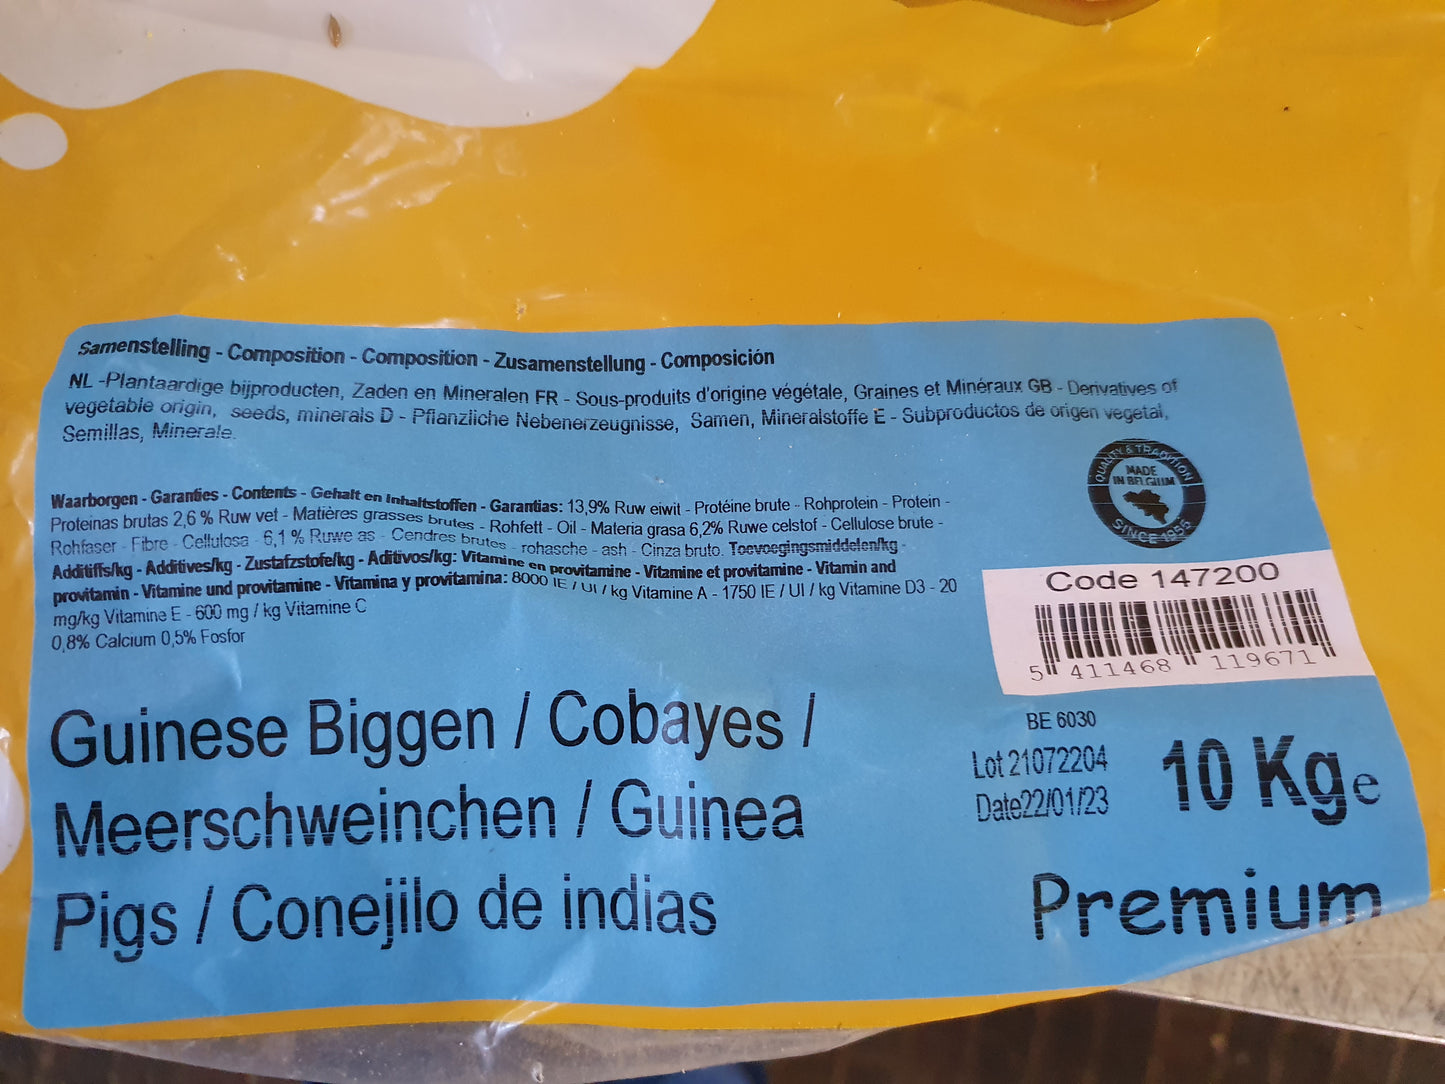 Samenstelling - Composition - Composition - Zusamenstellung - Composición
NL -Plantaardige bijproducten, Zaden en Mineralen FR - Sous-produits d'origine végétale, Graines et Minéraux GB - Derivatives of
vegetable origin, seeds, minerals D - Pflanzliche Nebenerzeugnisse, Samen, Mineralstoffe E - Subproductos de origen vegetal,
Semillas, Minerale.
Waarborgen - Garanties - Contents - Gehalt en Inhaltstoffen - Garantias: 13,9% Ruw eiwit - Protéine brute - Rohprotein - Protein -
Proteinas brutas 2,6 % Ruw vet - Matières grasses brutes - Rohfett - Oil - Materia grasa 6,2% Ruwe celstof - Cellulose brute -
Rohfaser - Fibre - Cellulosa - 6,1 % Ruwe as - Cendres brutes - rohasche - ash - Cinza bruto. Toevoegingsmiddelen/kg -
Additiffs/kg - Additives/kg - Zustafzstofe/kg - Aditivos/kg: Vitamine en provitamine - Vitamine et provitamine - Vitamin and
provitamin - Vitamine und provitamine - Vitamina y provitamina: 8000 IE / UI / kg Vitamine A - 1750 IE / UI / kg Vitamine D3 - 20
mg/kg Vitamine E - 600 mg / kg Vitamine C
0,8% Calcium 0,5% Fosfor
QUALITY & TRADITION
MADE
IN BELGIUM
SINCE 1955
Code 147200
5 411468 119671
Guinese Biggen / Cobayes /
Meerschweinchen / Guinea
Pigs / Conejilo de indias
BE 6030
Lot 21072204
Date22/01/23
10 Kg e
Premium